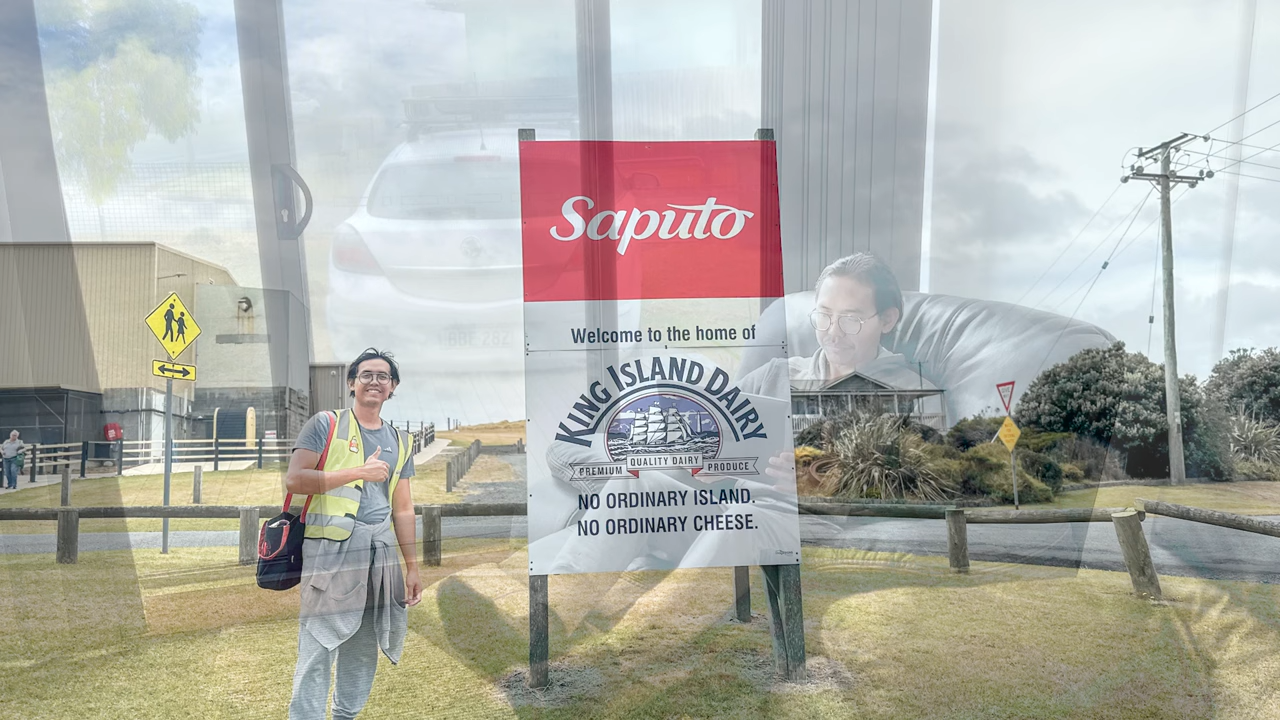 Saputo
Welcome to the home of
KING ISLAND DAIRY
PREMIUM QUALITY DAIRY PRODUCE
NO ORDINARY ISLAND.
NO ORDINARY CHEESE.